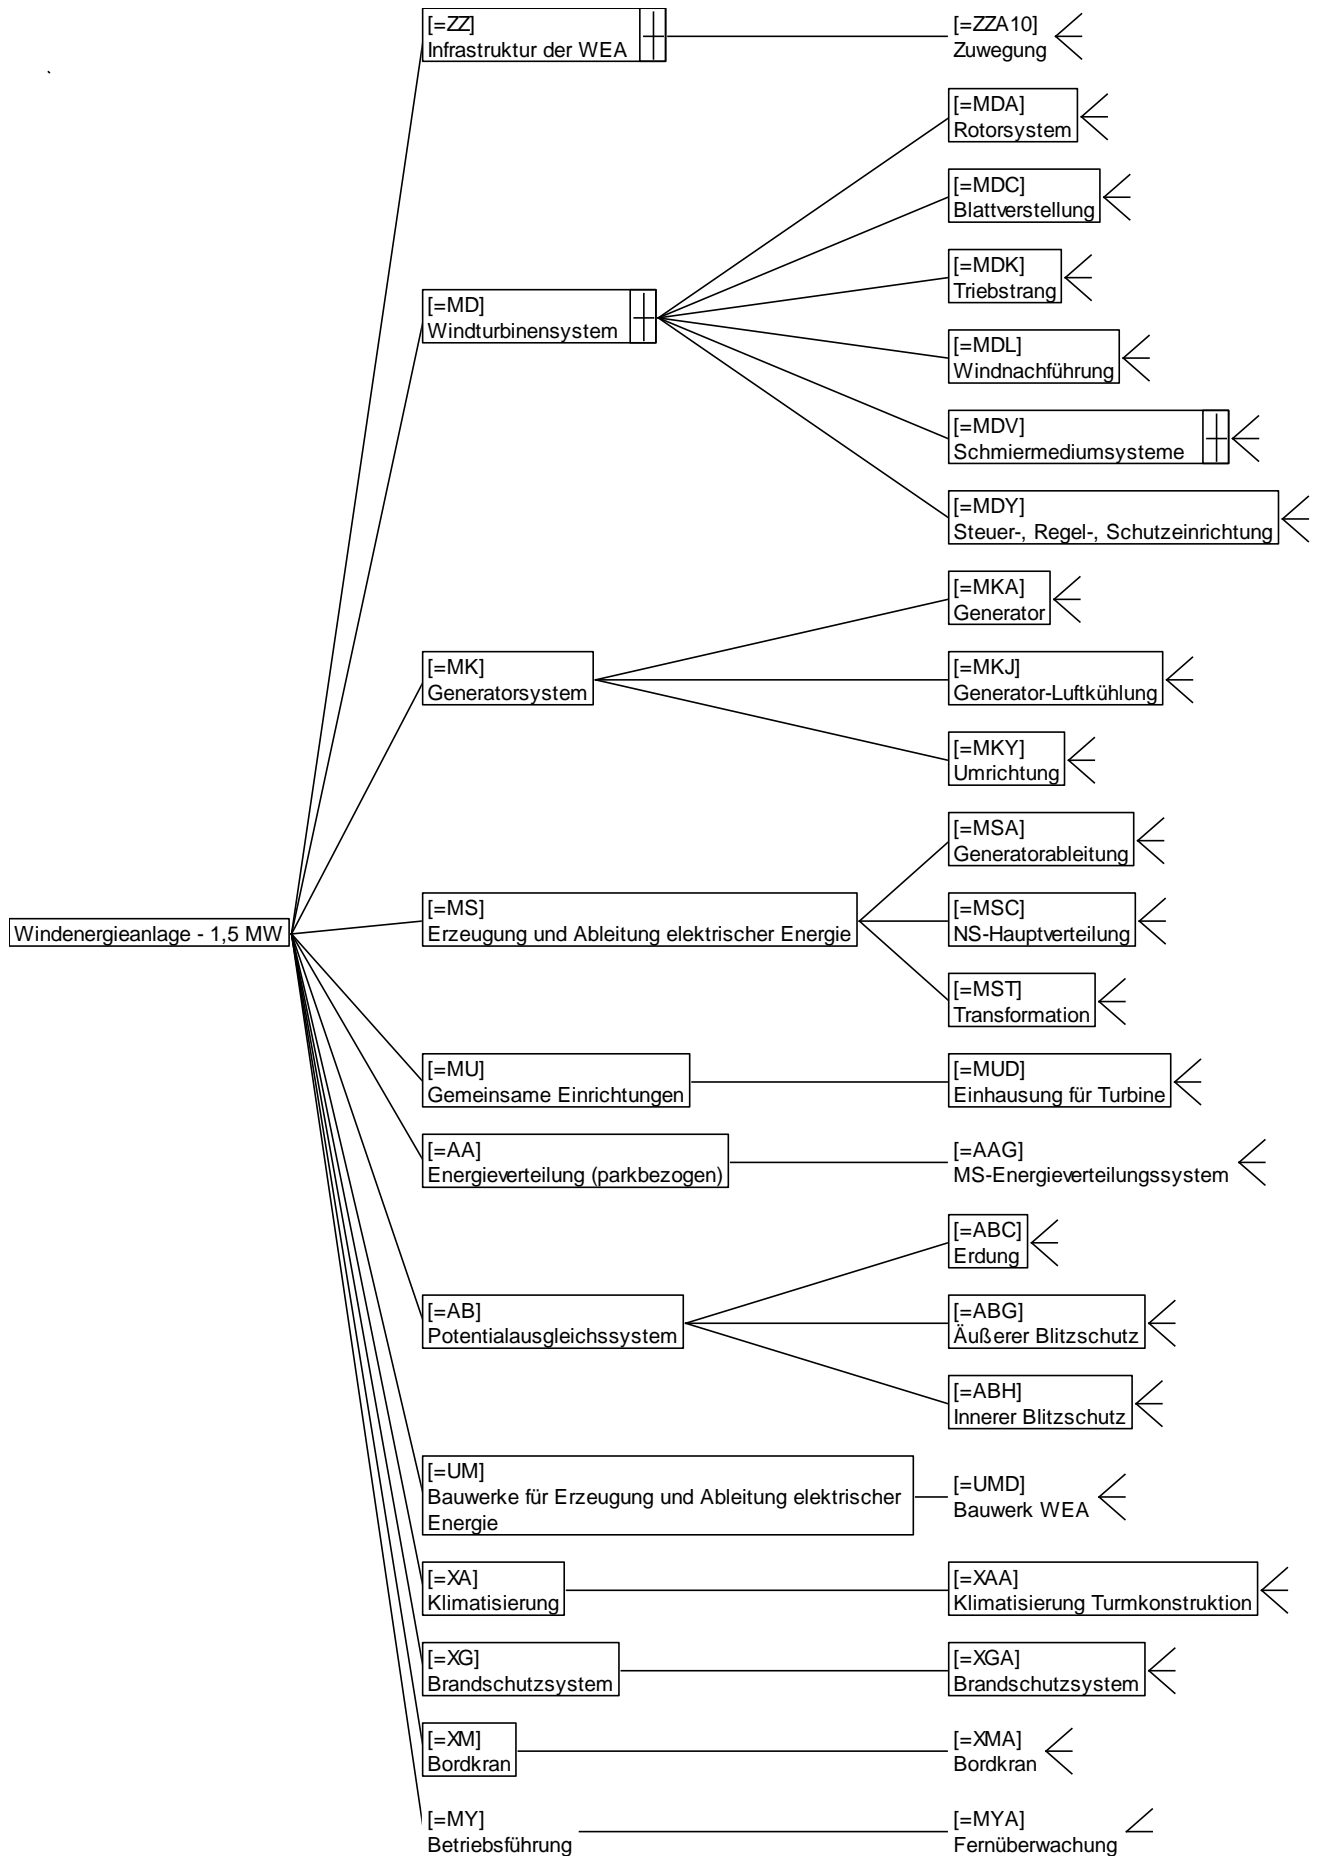 [=ZZ]
Infrastruktur der WEA
[=ZZA10]
Zuwegung
[=MDA]
Rotorsystem
[=MDC]
Blattverstellung
[=MDK]
Triebstrang
[=MD]
Windturbinensystem
[=MDL]
Windnachführung
[=MDV]
Schmiermediumsysteme
[=MDY]
Steuer-, Regel-, Schutzeinrichtung
[=MKA]
Generator
[=MK]
Generatorsystem
[=MKJ]
Generator-Luftkühlung
[=MKY]
Umrichtung
[=MSA]
Generatorableitung
Windenergieanlage - 1,5 MW
[=MS]
Erzeugung und Ableitung elektrischer Energie
[=MSC]
NS-Hauptverteilung
[=MST]
Transformation
[=MU]
Gemeinsame Einrichtungen
[=MUD]
Einhausung für Turbine
[=AA]
Energieverteilung (parkbezogen)
[=AAG]
MS-Energieverteilungssystem
[=ABC]
Erdung
[=AB]
Potentialausgleichssystem
[=ABG]
Äußerer Blitzschutz
[=ABH]
Innerer Blitzschutz
[=UM]
Bauwerke für Erzeugung und Ableitung elektrischer
Energie
[=UMD]
Bauwerk WEA
[=XA]
Klimatisierung
[=XAA]
Klimatisierung Turmkonstruktion
[=XG]
Brandschutzsystem
[=XGA]
Brandschutzsystem
[=XM]
Bordkran
[=XMA]
Bordkran
[=MY]
Betriebsführung
[=MYA]
Fernüberwachung